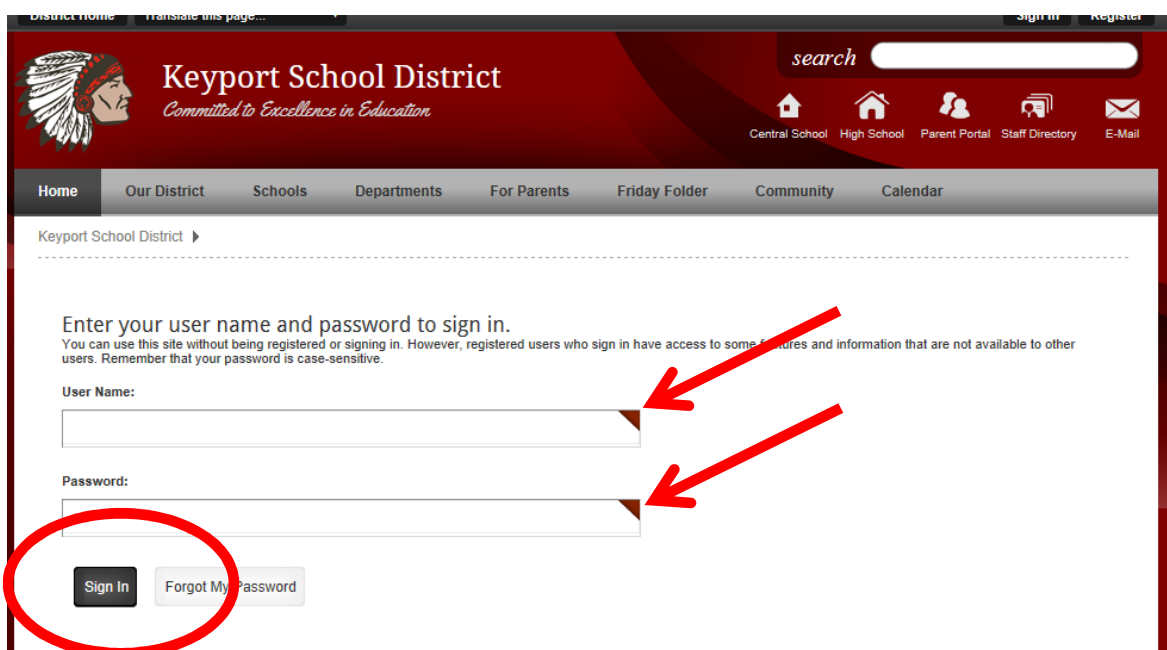 District Home Translate this page... Sign In Register
search
Keyport School District
Committed to Excellence in Education
Central School High School Parent Portal Staff Directory E-Mail
Home Our District Schools Departments For Parents Friday Folder Community Calendar
Keyport School District
Enter your user name and password to sign in.
You can use this site without being registered or signing in. However, registered users who sign in have access to some features and information that are not available to other
users. Remember that your password is case-sensitive.
User Name:
Password:
Sign In Forgot My Password